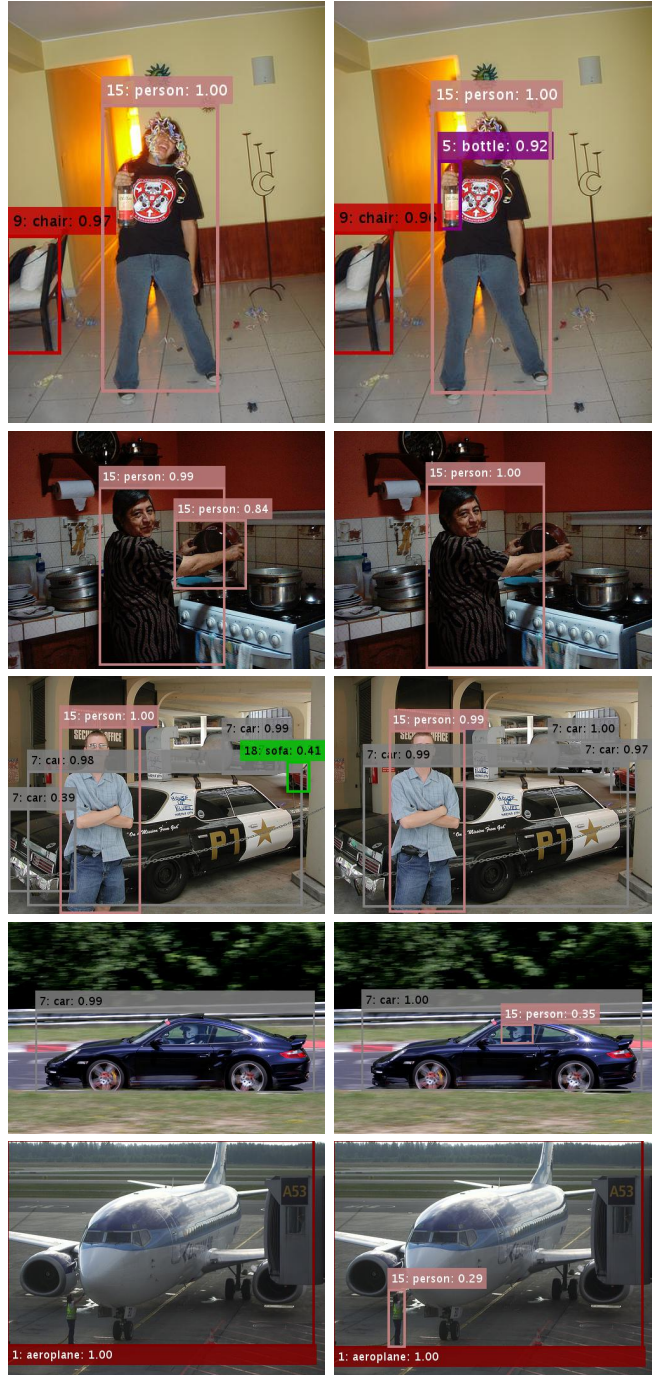 15: person: 1.00
9: chair: 0.97
15: person: 1.00
5: bottle: 0.92
9: chair: 0.96
15: person: 0.99
15: person: 0.84
15: person: 1.00
15: person: 1.00
7: car: 0.99
18: sofa: 0.41
7: car: 0.98
7: car: 0.39
OFFICE
P1
15: person: 0.99
7: car: 1.00
7: car: 0.97
7: car: 0.99
OFFICE
P1
7: car: 0.99
7: car: 1.00
15: person: 0.35
A53
1: aeroplane: 1.00
A53
15: person: 0.29
1: aeroplane: 1.00